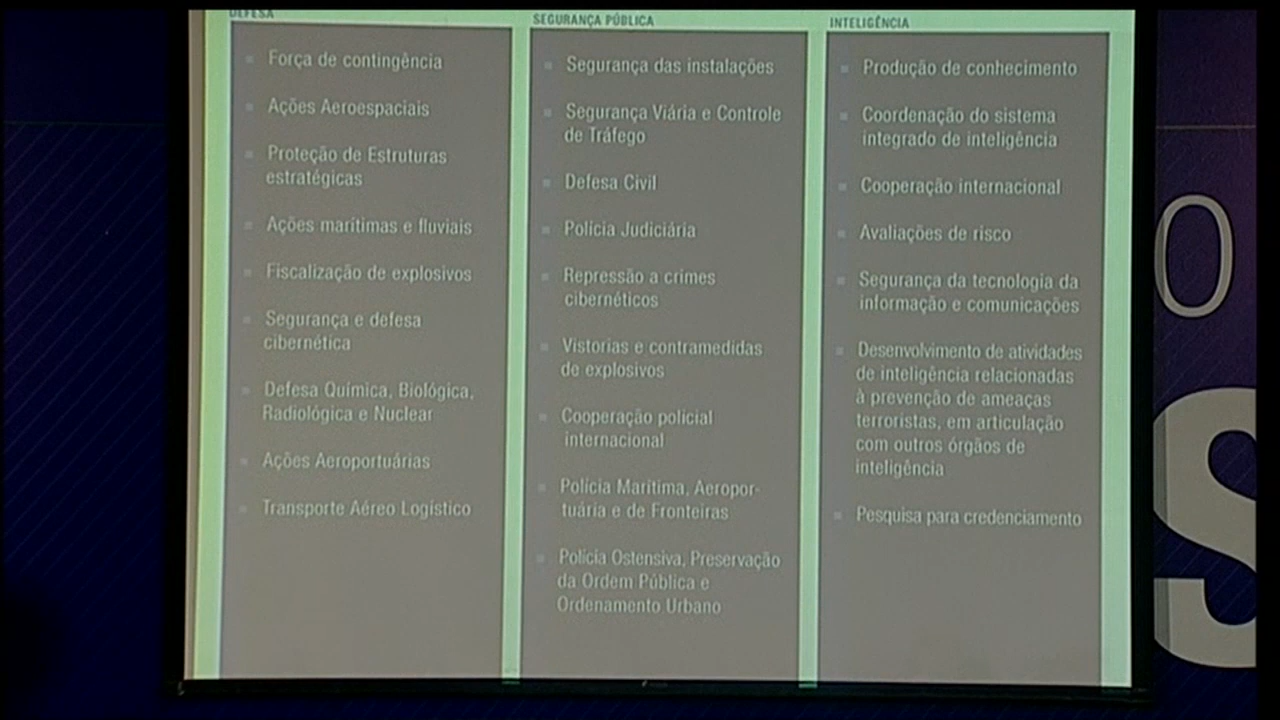 DEFESA
Força de contingência
Ações Aeroespaciais
Proteção de Estruturas
estratégicas
Ações marítimas e fluviais
Fiscalização de explosivos
Segurança e defesa
cibernética
Defesa Química, Biológica,
Radiológica e Nuclear
Ações Aeroportuárias
Transporte Aéreo Logístico
SEGURANÇA PÚBLICA
Segurança das instalações
Segurança Viária e Controle
de Tráfego
Defesa Civil
Polícia Judiciária
Repressão a crimes
cibernéticos
Vistorias e contramedidas
de explosivos
Cooperação policial
internacional
Polícia Marítima, Aeropor-
tuária e de Fronteiras
Polícia Ostensiva, Preservação
da Ordem Pública e
Ordenamento Urbano
INTELIGÊNCIA
Produção de conhecimento
Coordenação do sistema
integrado de inteligência
Cooperação internacional
Avaliações de risco
Segurança da tecnologia da
informação e comunicações
Desenvolvimento de atividades
de inteligência relacionadas
à prevenção de ameaças
terroristas, em articulação
com outros órgãos de
inteligência
Pesquisa para credenciamento
O
S